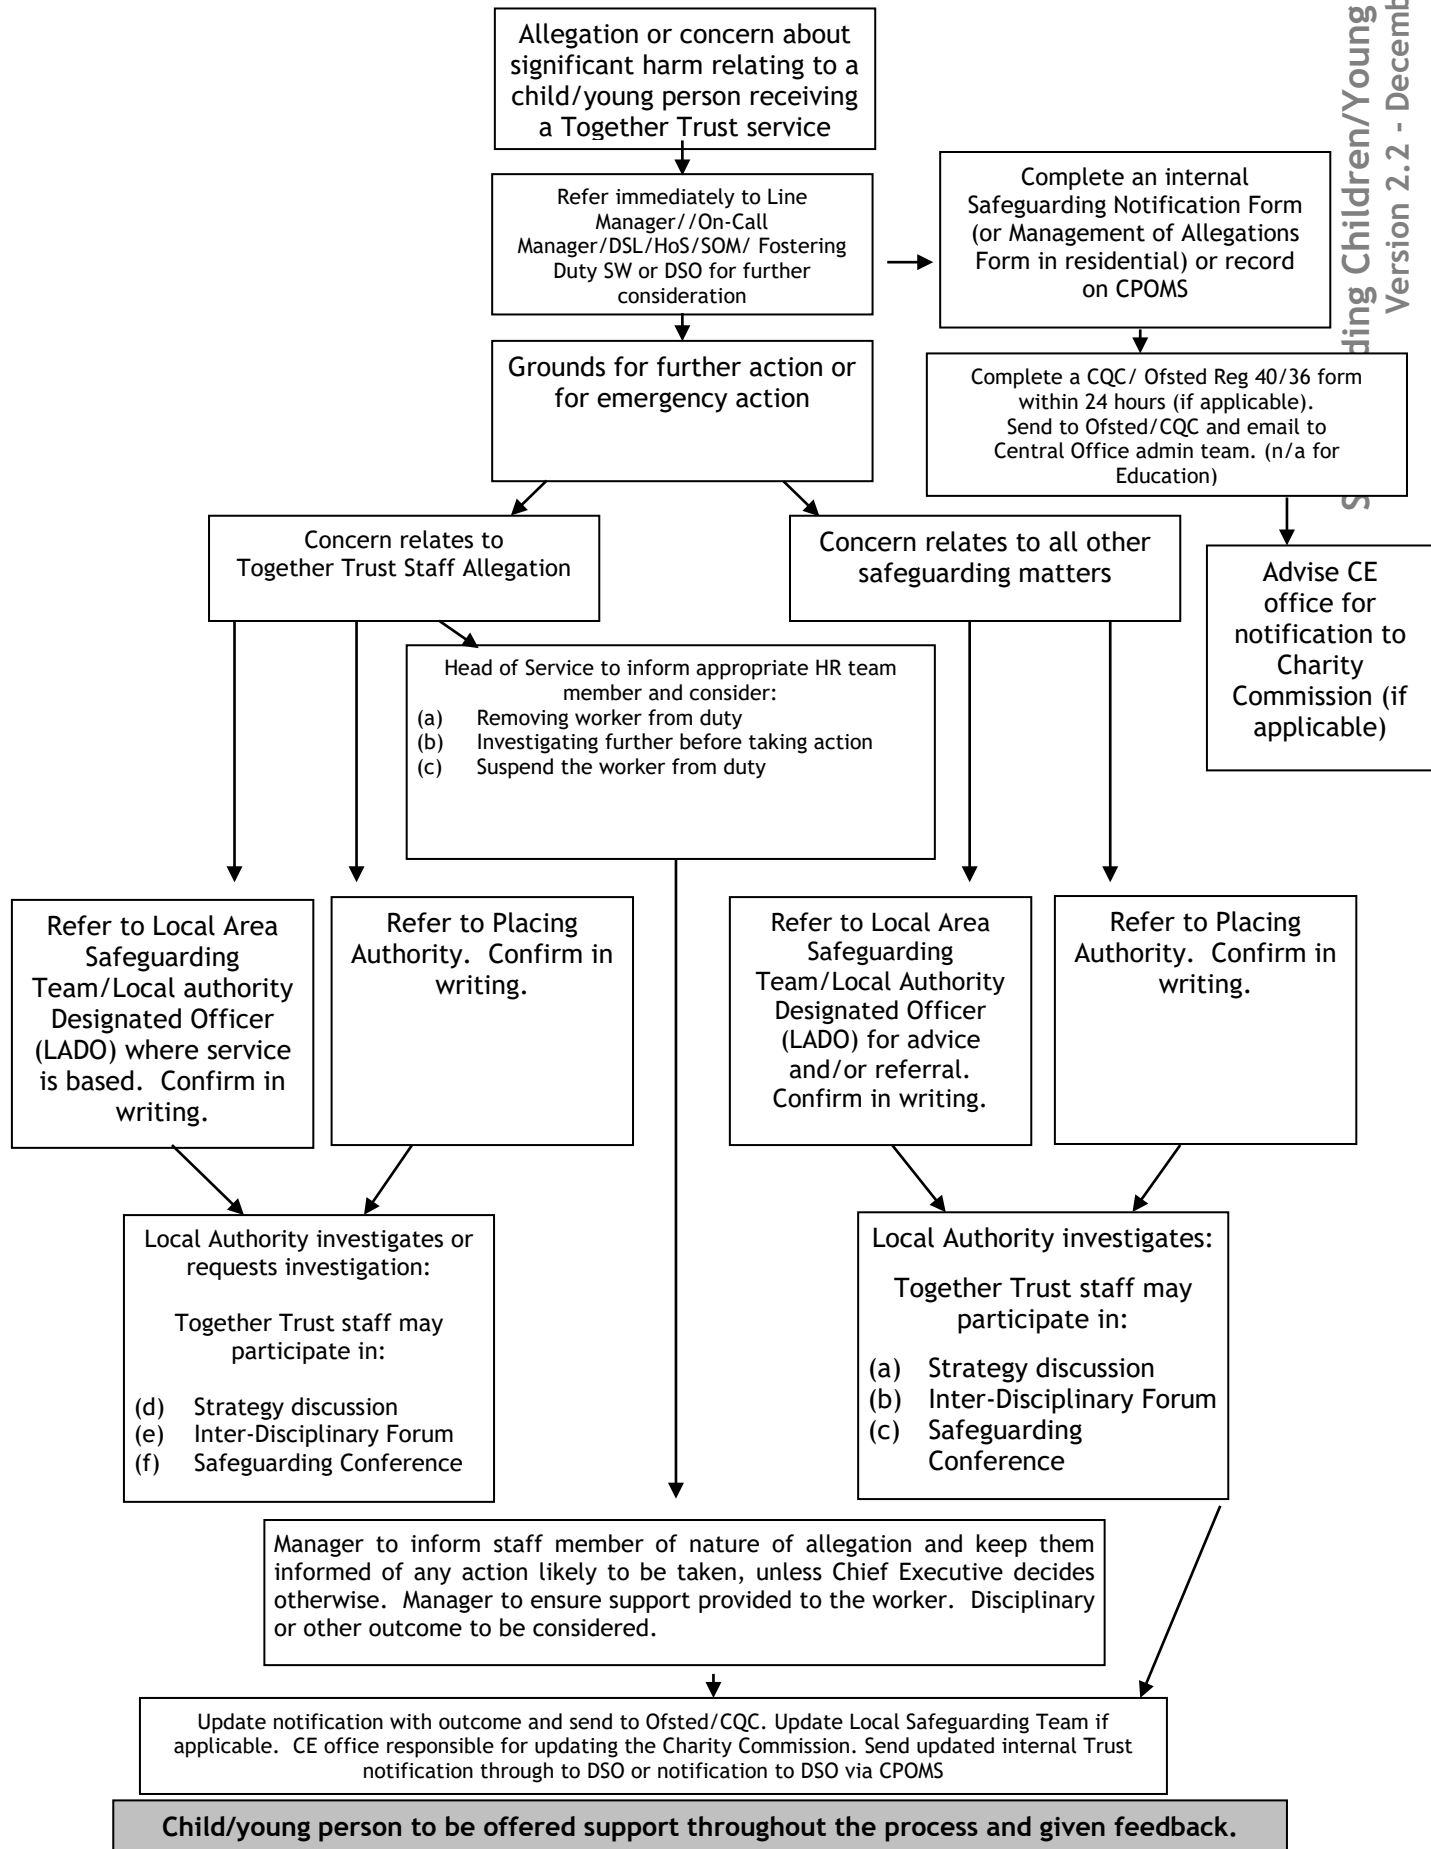 Allegation or concern about
significant harm relating to a
child/young person receiving
a Together Trust service
Refer immediately to Line
Manager//On-Call
Manager/DSL/HoS/SOM/ Fostering
Duty SW or DSO for further
consideration
Complete an internal
Safeguarding Notification Form
(or Management of Allegations
Form in residential) or record
on CPOMS
Grounds for further action or
for emergency action
Complete a CQC/ Ofsted Reg 40/36 form
within 24 hours (if applicable).
Send to Ofsted/CQC and email to
Central Office admin team. (n/a for
Education)
ding Children/Young
Version 2.2 - Decemb
Concern relates to
Together Trust Staff Allegation
Concern relates to all other
safeguarding matters
Advise CE
office for
notification to
Charity
Commission (if
applicable)
Head of Service to inform appropriate HR team
member and consider:
(a) Removing worker from duty
(b) Investigating further before taking action
(c) Suspend the worker from duty
Refer to Local Area
Safeguarding
Team/Local authority
Designated Officer
(LADO) where service
is based. Confirm in
writing.
Refer to Placing
Authority. Confirm in
writing.
Refer to Local Area
Safeguarding
Team/Local Authority
Designated Officer
(LADO) for advice
and/or referral.
Confirm in writing.
Refer to Placing
Authority. Confirm in
writing.
Local Authority investigates or
requests investigation:
Together Trust staff may
participate in:
(d) Strategy discussion
(e) Inter-Disciplinary Forum
(f) Safeguarding Conference
Local Authority investigates:
Together Trust staff may
participate in:
(a) Strategy discussion
(b) Inter-Disciplinary Forum
(c) Safeguarding
Conference
Manager to inform staff member of nature of allegation and keep them
informed of any action likely to be taken, unless Chief Executive decides
otherwise. Manager to ensure support provided to the worker. Disciplinary
or other outcome to be considered.
Update notification with outcome and send to Ofsted/CQC. Update Local Safeguarding Team if
applicable. CE office responsible for updating the Charity Commission. Send updated internal Trust
notification through to DSO or notification to DSO via CPOMS
Child/young person to be offered support throughout the process and given feedback.